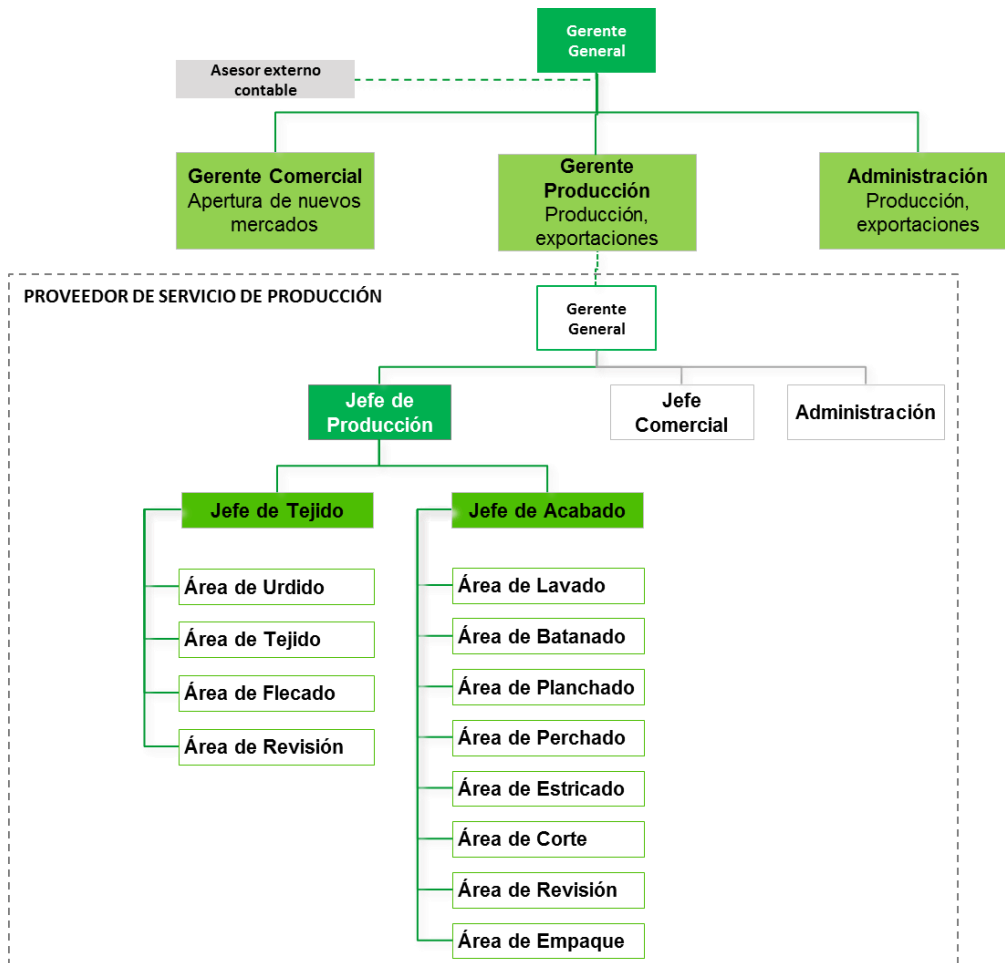 Gerente
General
Asesor externo
contable
Gerente Comercial
Apertura de nuevos
mercados
Gerente
Producción
Producción,
exportaciones
Administración
Producción,
exportaciones
PROVEEDOR DE SERVICIO DE PRODUCCIÓN
Gerente
General
Jefe de
Producción
Jefe
Comercial
Administración
Jefe de Tejido
Área de Urdido
Área de Tejido
Área de Flecado
Área de Revisión
Jefe de Acabado
Área de Lavado
Área de Batanado
Área de Planchado
Área de Perchado
Área de Estricado
Área de Corte
Área de Revisión
Área de Empaque